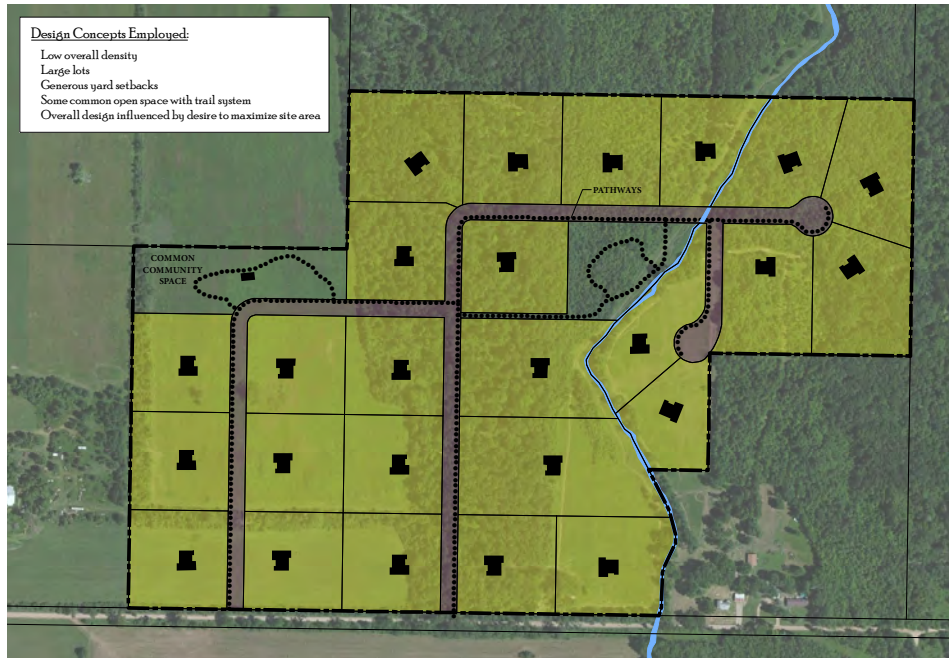 Design Concepts Employed:
Low overall density
Large lots
Generous yard setbacks
Some common open space with trail system
Overall design influenced by desire to maximize site area
PATHWAYS
COMMON
COMMUNITY
SPACE